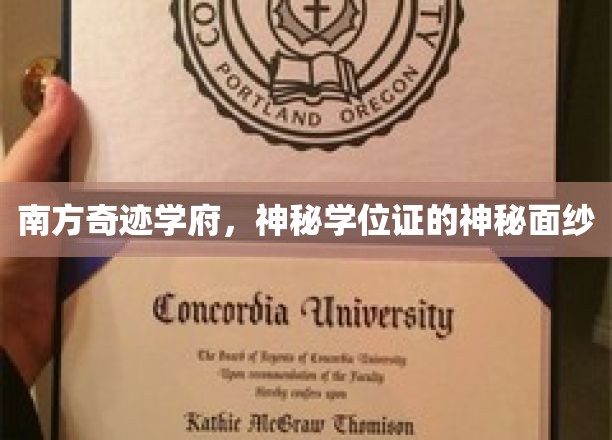 CO
TY
PORTLAND OREGON
南方奇迹学府，神秘学位证的神秘面纱
Concordia University
The Board of Regents of Concordia University
Upon recommendation of the Faculty
Hereby confers upon
Kathie McGraw Thomison